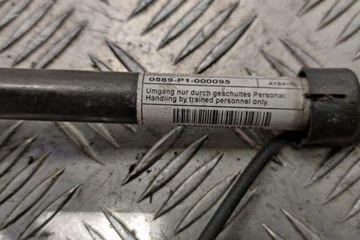 0589-P1-000095
Umgang nur durch geschultes Personal.
Handling by trained personnel only.